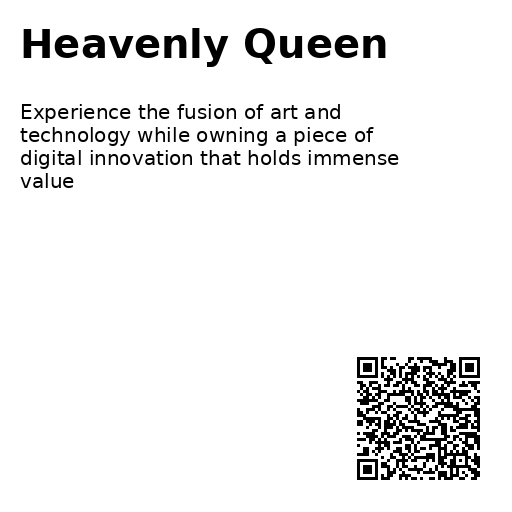 Heavenly Queen
Experience the fusion of art and
technology while owning a piece of
digital innovation that holds immense
value